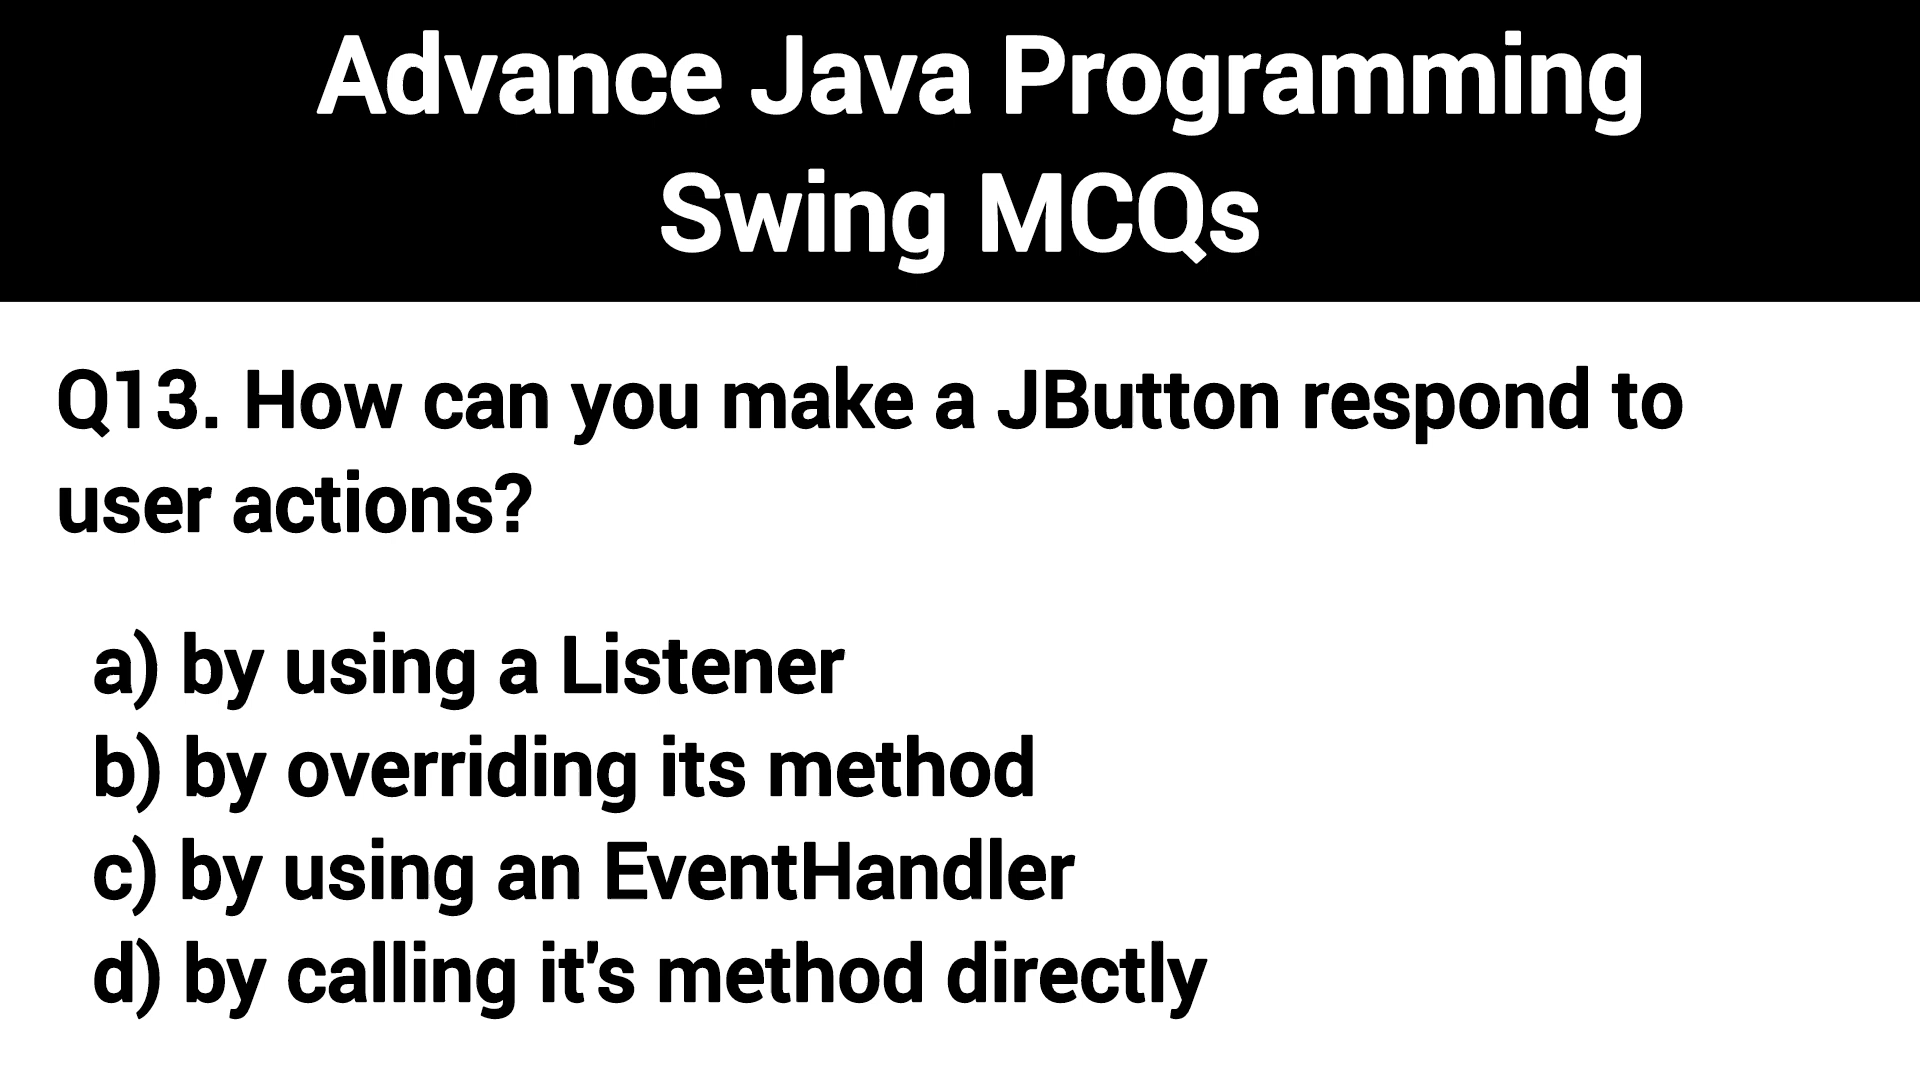 Advance Java Programming
Swing MCQs
Q13. How can you make a JButton respond to
user actions?
a) by using a Listener
b) by overriding its method
c) by using an EventHandler
d) by calling it's method directly